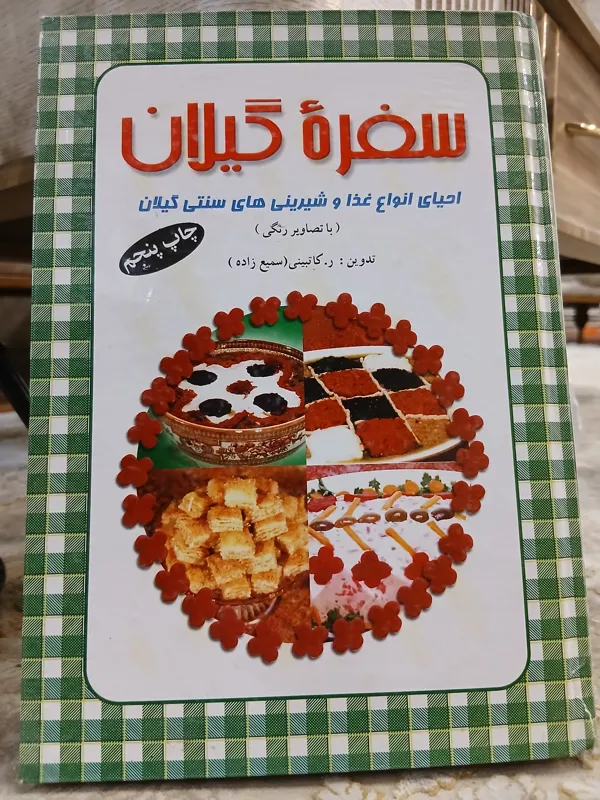 سفرهٔ گیلان
احیای انواع غذا و شیرینی های سنتی گیلان
( با تصاویر رنگی )
چاپ پنجم
تدوین : ر.کاتبینی(سمیع زاده )